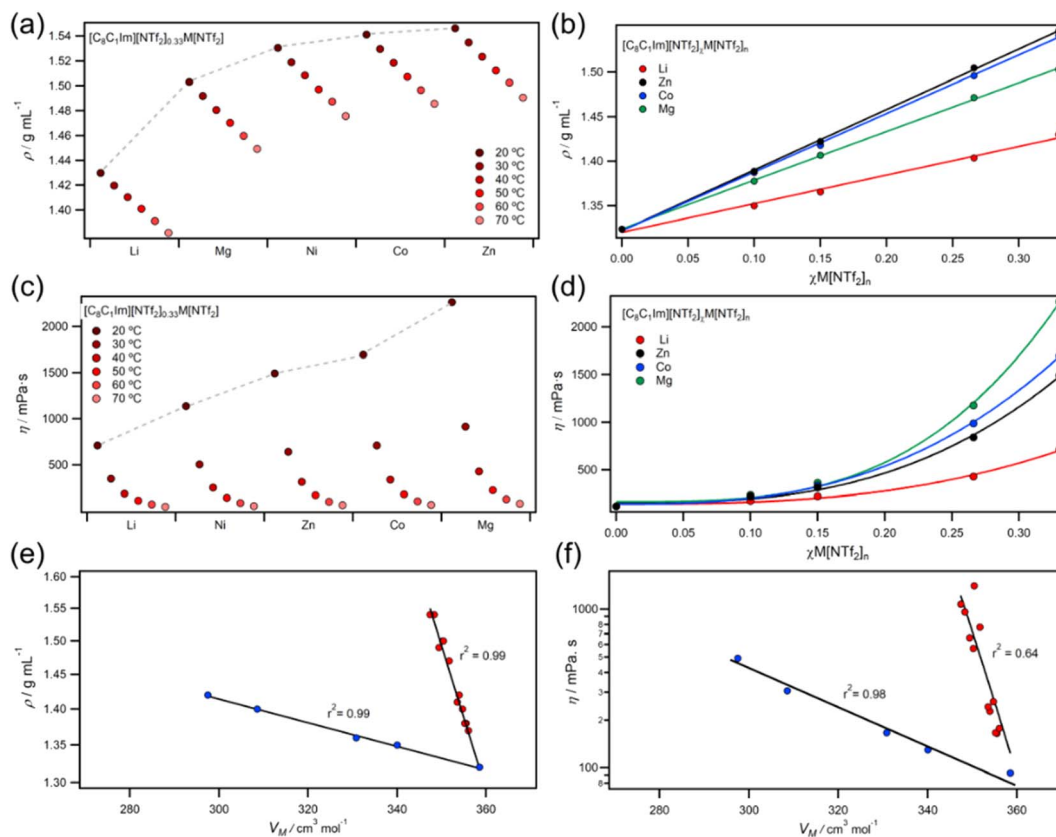 (a)
[C₈C₁Im][NTf₂]₀.₃₃M[NTf₂]
ρ / g mL⁻¹
1.54
1.52
1.50
1.48
1.46
1.44
1.42
1.40
20 ºC
30 ºC
40 ºC
50 ºC
60 ºC
70 ºC
Li Mg Ni Co Zn
(b)
[C₈C₁Im][NTf₂]ᵪM[NTf₂]ₙ
Li
Zn
Co
Mg
ρ / g mL⁻¹
1.50
1.45
1.40
1.35
0.00 0.05 0.10 0.15 0.20 0.25 0.30
χM[NTf₂]ₙ
(c)
[C₈C₁Im][NTf₂]₀.₃₃M[NTf₂]
20 ºC
30 ºC
40 ºC
50 ºC
60 ºC
70 ºC
η / mPa·s
2000
1500
1000
500
Li Ni Zn Co Mg
(d)
[C₈C₁Im][NTf₂]ᵪM[NTf₂]ₙ
Li
Zn
Co
Mg
η / mPa·s
2000
1500
1000
500
0.00 0.05 0.10 0.15 0.20 0.25 0.30
χM[NTf₂]ₙ
(e)
ρ / g mL⁻¹
1.60
1.55
1.50
1.45
1.40
1.35
1.30
r² = 0.99
r² = 0.99
280 300 320 340 360
V_M / cm³ mol⁻¹
(f)
η / mPa. s
1000
8
6
5
4
3
2
100
8
r² = 0.64
r² = 0.98
280 300 320 340 360
V_M / cm³ mol⁻¹